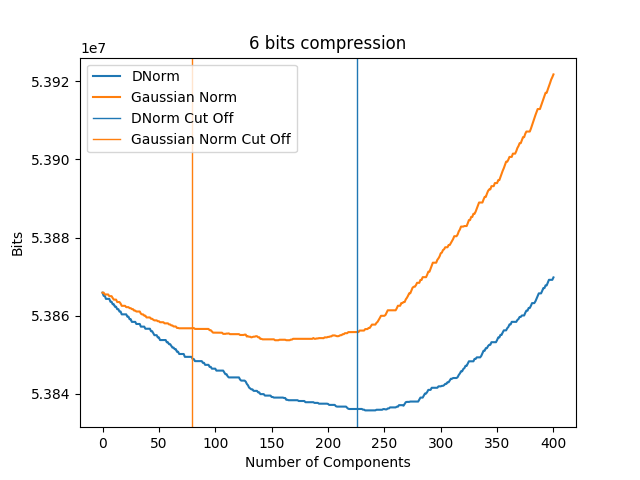 6 bits compression
1e7
DNorm
Gaussian Norm
DNorm Cut Off
Gaussian Norm Cut Off
5.392
5.390
5.388
5.386
5.384
Bits
0 50 100 150 200 250 300 350 400
Number of Components